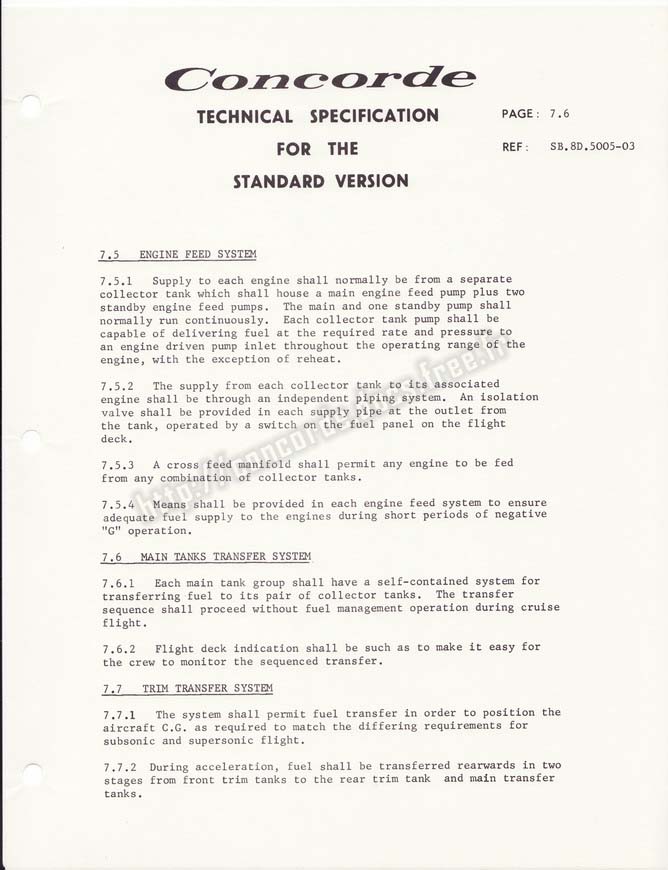 Concorde
TECHNICAL SPECIFICATION
FOR THE
STANDARD VERSION
PAGE: 7.6
REF: SB.8D.5005-03
7.5 ENGINE FEED SYSTEM
7.5.1 Supply to each engine shall normally be from a separate
collector tank which shall house a main engine feed pump plus two
standby engine feed pumps. The main and one standby pump shall
normally run continuously. Each collector tank pump shall be
capable of delivering fuel at the required rate and pressure to
an engine driven pump inlet throughout the operating range of the
engine, with the exception of reheat.
7.5.2 The supply from each collector tank to its associated
engine shall be through an independent piping system. An isolation
valve shall be provided in each supply pipe at the outlet from
the tank, operated by a switch on the fuel panel on the flight
deck.
7.5.3 A cross feed manifold shall permit any engine to be fed
from any combination of collector tanks.
7.5.4 Means shall be provided in each engine feed system to ensure
adequate fuel supply to the engines during short periods of negative
"G" operation.
7.6 MAIN TANKS TRANSFER SYSTEM
7.6.1 Each main tank group shall have a self-contained system for
transferring fuel to its pair of collector tanks. The transfer
sequence shall proceed without fuel management operation during cruise
flight.
7.6.2 Flight deck indication shall be such as to make it easy for
the crew to monitor the sequenced transfer.
7.7 TRIM TRANSFER SYSTEM
7.7.1 The system shall permit fuel transfer in order to position the
aircraft C.G. as required to match the differing requirements for
subsonic and supersonic flight.
7.7.2 During acceleration, fuel shall be transferred rearwards in two
stages from front trim tanks to the rear trim tank and main transfer
tanks.